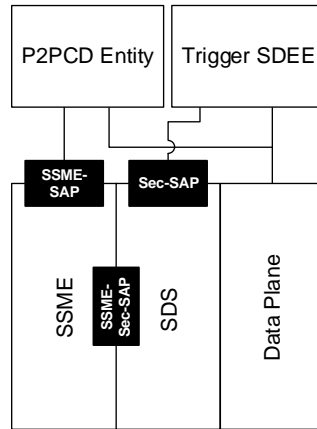 P2PCD Entity
Trigger SDEE
SSME-
SAP
Sec-SAP
SSME
SSME-
Sec-SAP
SDS
Data Plane